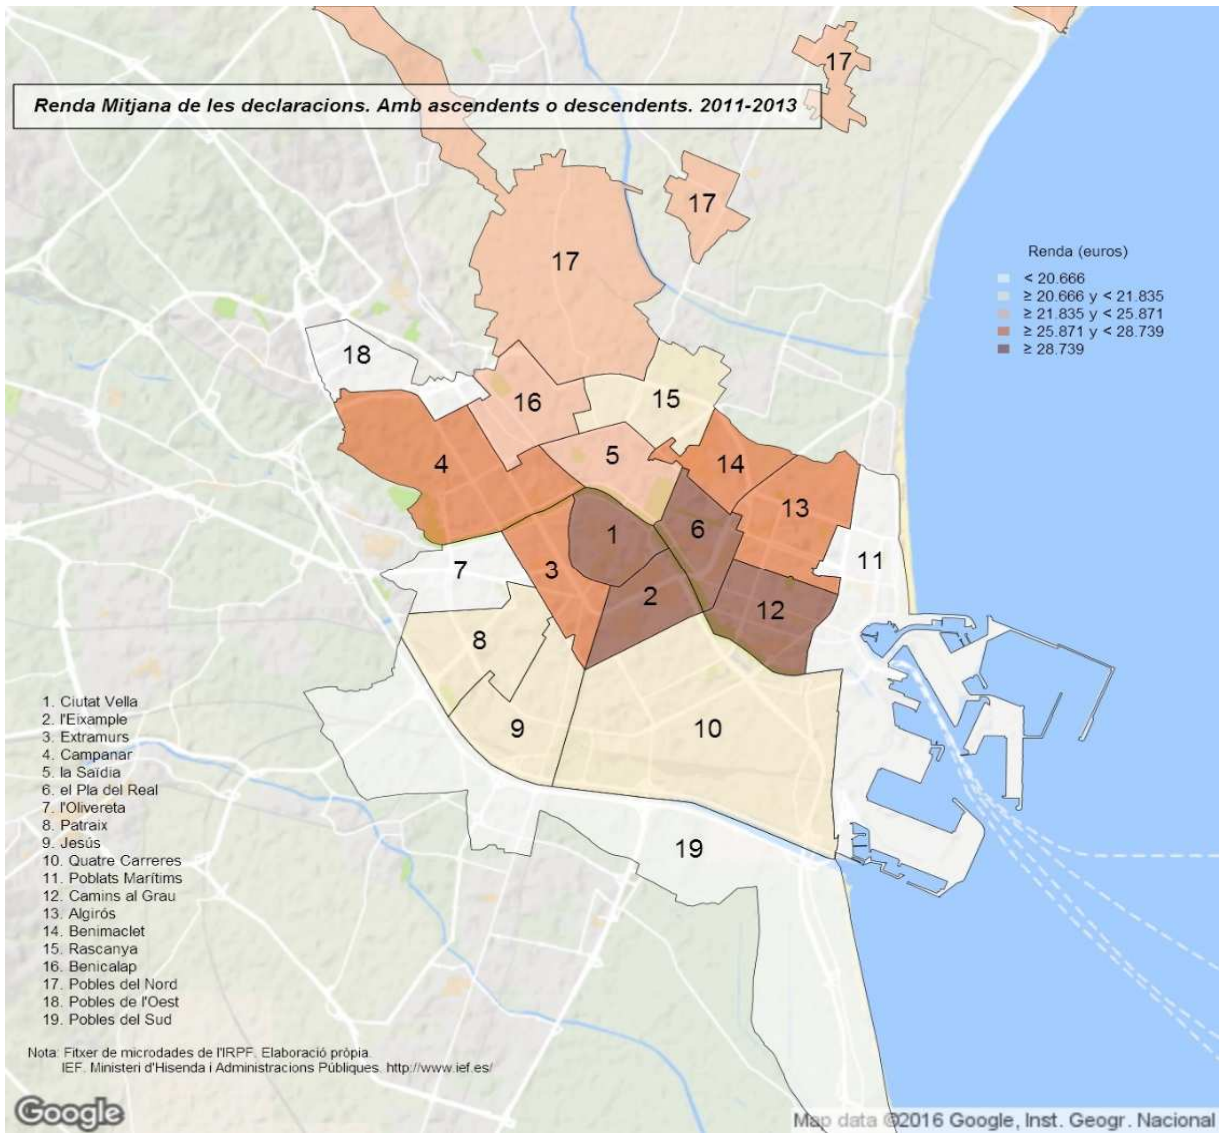 Renda Mitjana de les declaracions. Amb ascendents o descendents. 2011-2013
17
17
17
Renda (euros)
< 20.666
≥ 20.666 y < 21.835
≥ 21.835 y < 25.871
≥ 25.871 y < 28.739
≥ 28.739
18
16
15
4
5
14
13
1
6
11
7
3
2
12
8
9
10
19
1. Ciutat Vella
2. l'Eixample
3. Extramurs
4. Campanar
5. la Saïdia
6. el Pla del Real
7. l'Olivereta
8. Patraix
9. Jesús
10. Quatre Carreres
11. Poblats Marítims
12. Camins al Grau
13. Algirós
14. Benimaclet
15. Rascanya
16. Benicalap
17. Pobles del Nord
18. Pobles de l'Oest
19. Pobles del Sud
Nota: Fitxer de microdades de l'IRPF. Elaboració pròpia.
IEF. Ministeri d'Hisenda i Administracions Públiques. http://www.ief.es/
Google
Map data ©2016 Google, Inst. Geogr. Nacional